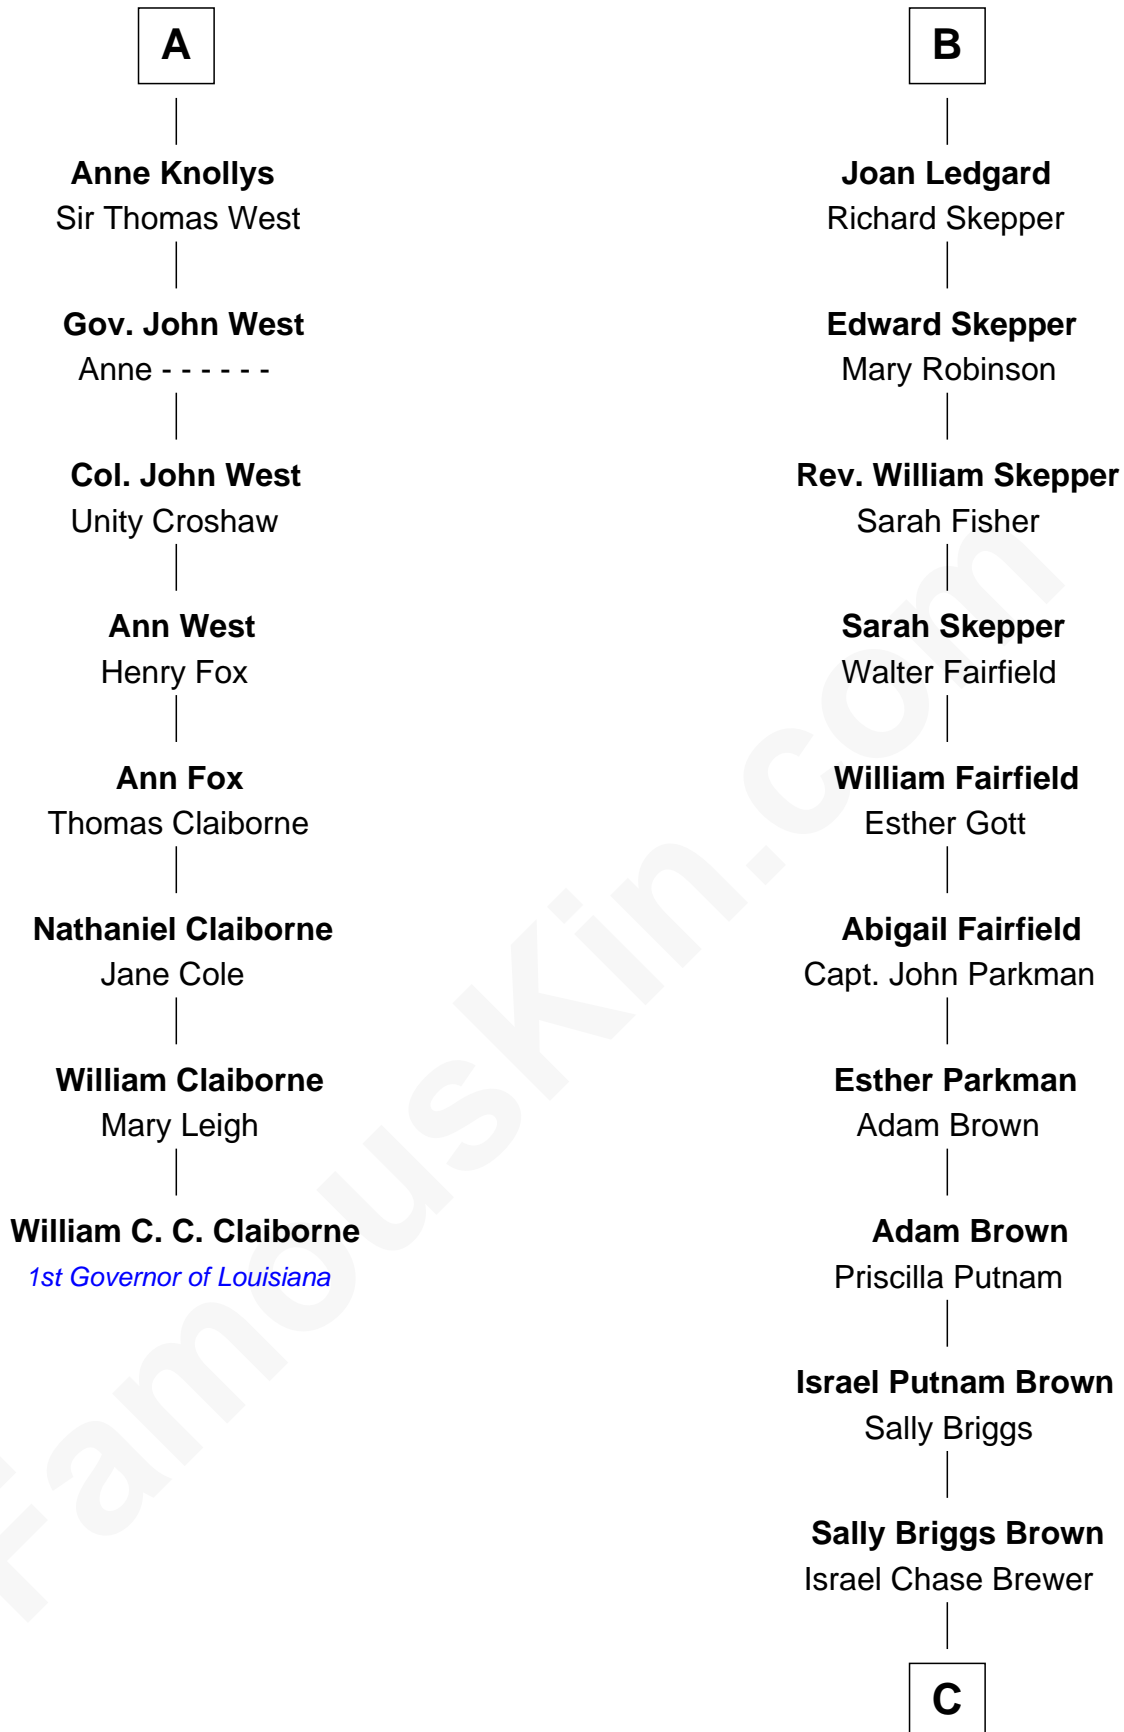 A
Anne Knollys
Sir Thomas West
Gov. John West
Anne - - - - - -
Col. John West
Unity Croshaw
Ann West
Henry Fox
Ann Fox
Thomas Claiborne
Nathaniel Claiborne
Jane Cole
William Claiborne
Mary Leigh
William C. C. Claiborne
1st Governor of Louisiana
B
Joan Ledgard
Richard Skepper
Edward Skepper
Mary Robinson
Rev. William Skepper
Sarah Fisher
Sarah Skepper
Walter Fairfield
William Fairfield
Esther Gott
Abigail Fairfield
Capt. John Parkman
Esther Parkman
Adam Brown
Adam Brown
Priscilla Putnam
Israel Putnam Brown
Sally Briggs
Sally Briggs Brown
Israel Chase Brewer
C
FamousKin.com